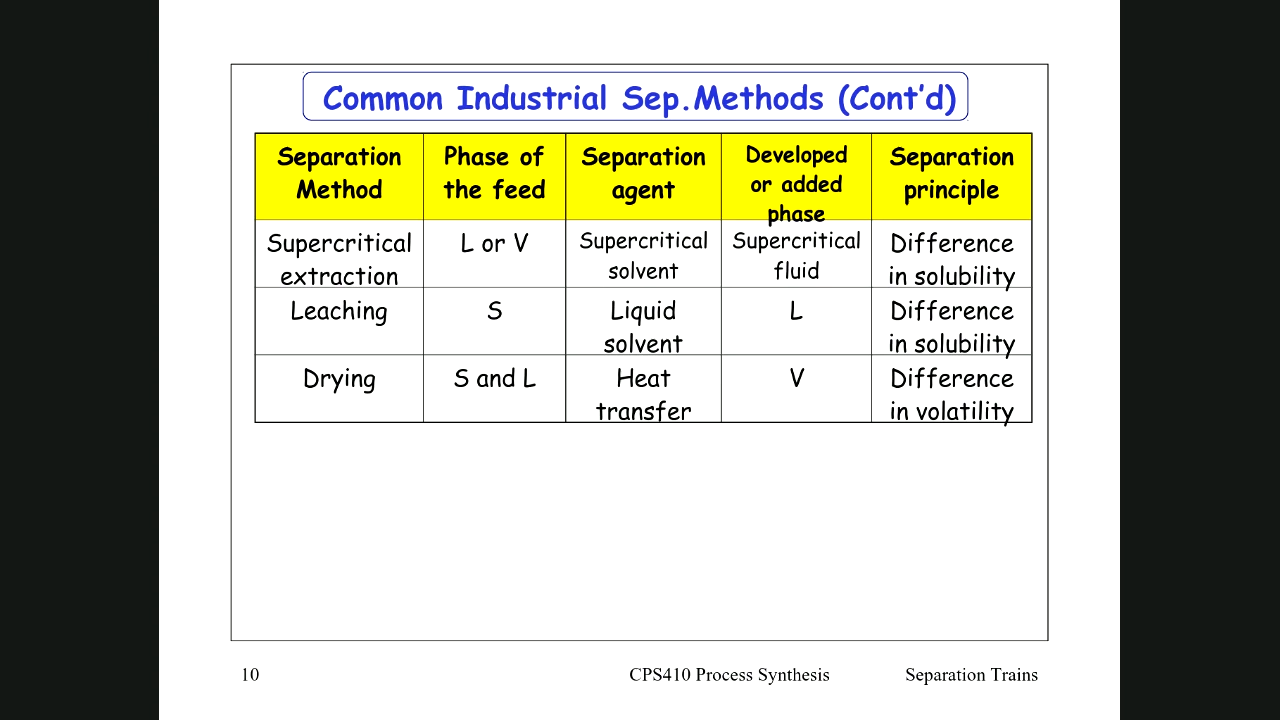 Common Industrial Sep.Methods (Cont'd)
Separation Method
Phase of the feed
Separation agent
Developed or added phase
Separation principle
Supercritical extraction
L or V
Supercritical solvent
Supercritical fluid
Difference in solubility
Leaching
S
Liquid solvent
L
Difference in solubility
Drying
S and L
Heat transfer
V
Difference in volatility
10
CPS410 Process Synthesis
Separation Trains